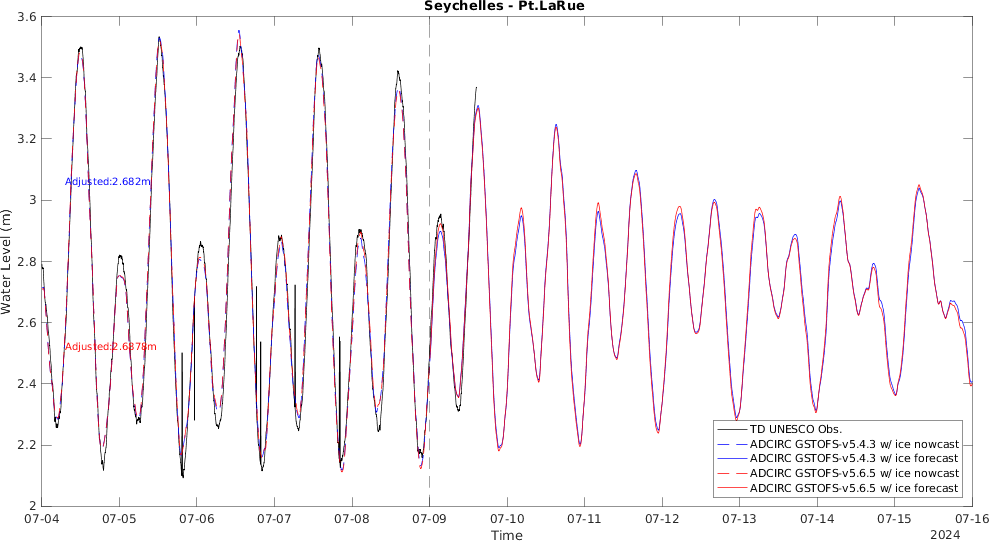 Seychelles - Pt.LaRue
3.6
3.4
3.2
3
2.8
2.6
2.4
2.2
2
Water Level (m)
Adjusted:2.682m
Adjusted:2.6878m
TD UNESCO Obs.
ADCIRC GSTOFS-v5.4.3 w/ ice nowcast
ADCIRC GSTOFS-v5.4.3 w/ ice forecast
ADCIRC GSTOFS-v5.6.5 w/ ice nowcast
ADCIRC GSTOFS-v5.6.5 w/ ice forecast
07-04 07-05 07-06 07-07 07-08 07-09 07-10 07-11 07-12 07-13 07-14 07-15 07-16
Time
2024